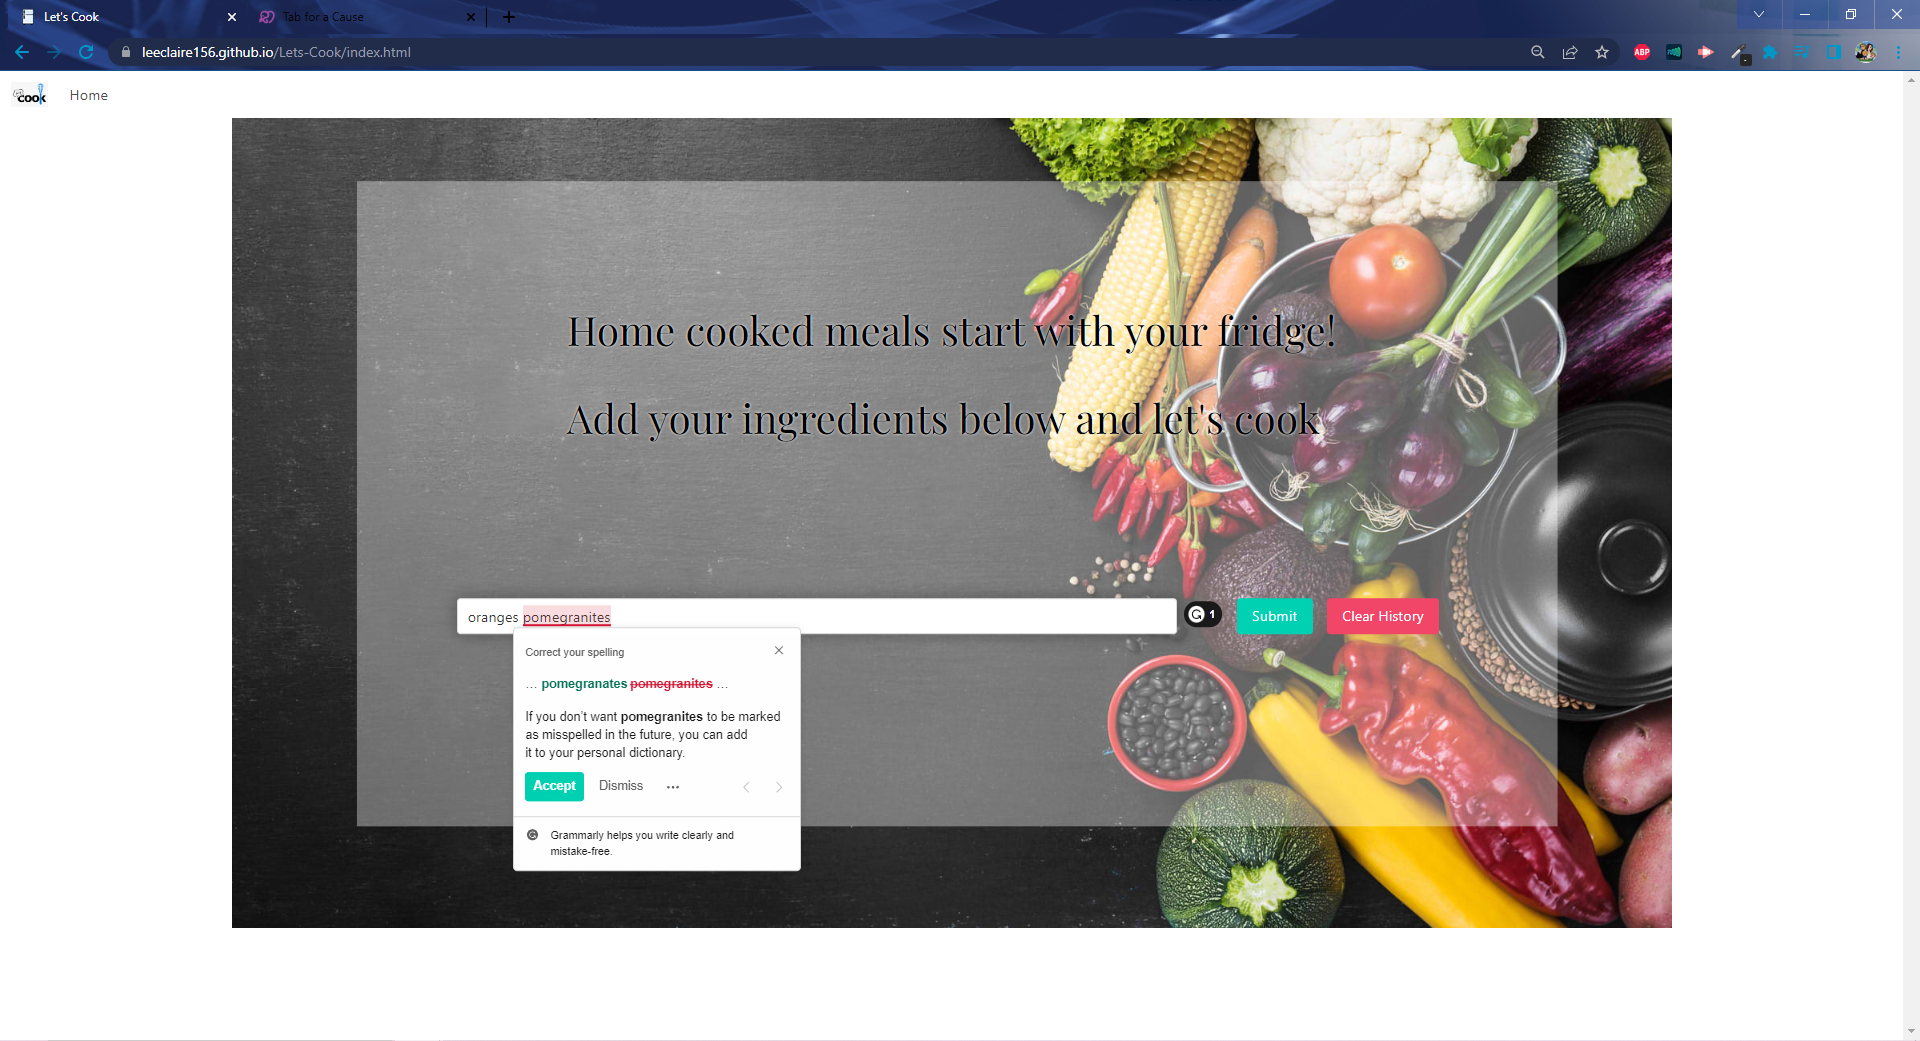 Let's Cook
Tab for a Cause
leeclaire156.github.io/Lets-Cook/index.html
ABP
cook
Home
Home cooked meals start with your fridge!
Add your ingredients below and let's cook
oranges pomegranites
1
Submit
Clear History
Correct your spelling
... pomegranates pomegranites ...
If you don't want pomegranites to be marked
as misspelled in the future, you can add
it to your personal dictionary.
Accept
Dismiss
Grammarly helps you write clearly and
mistake-free.